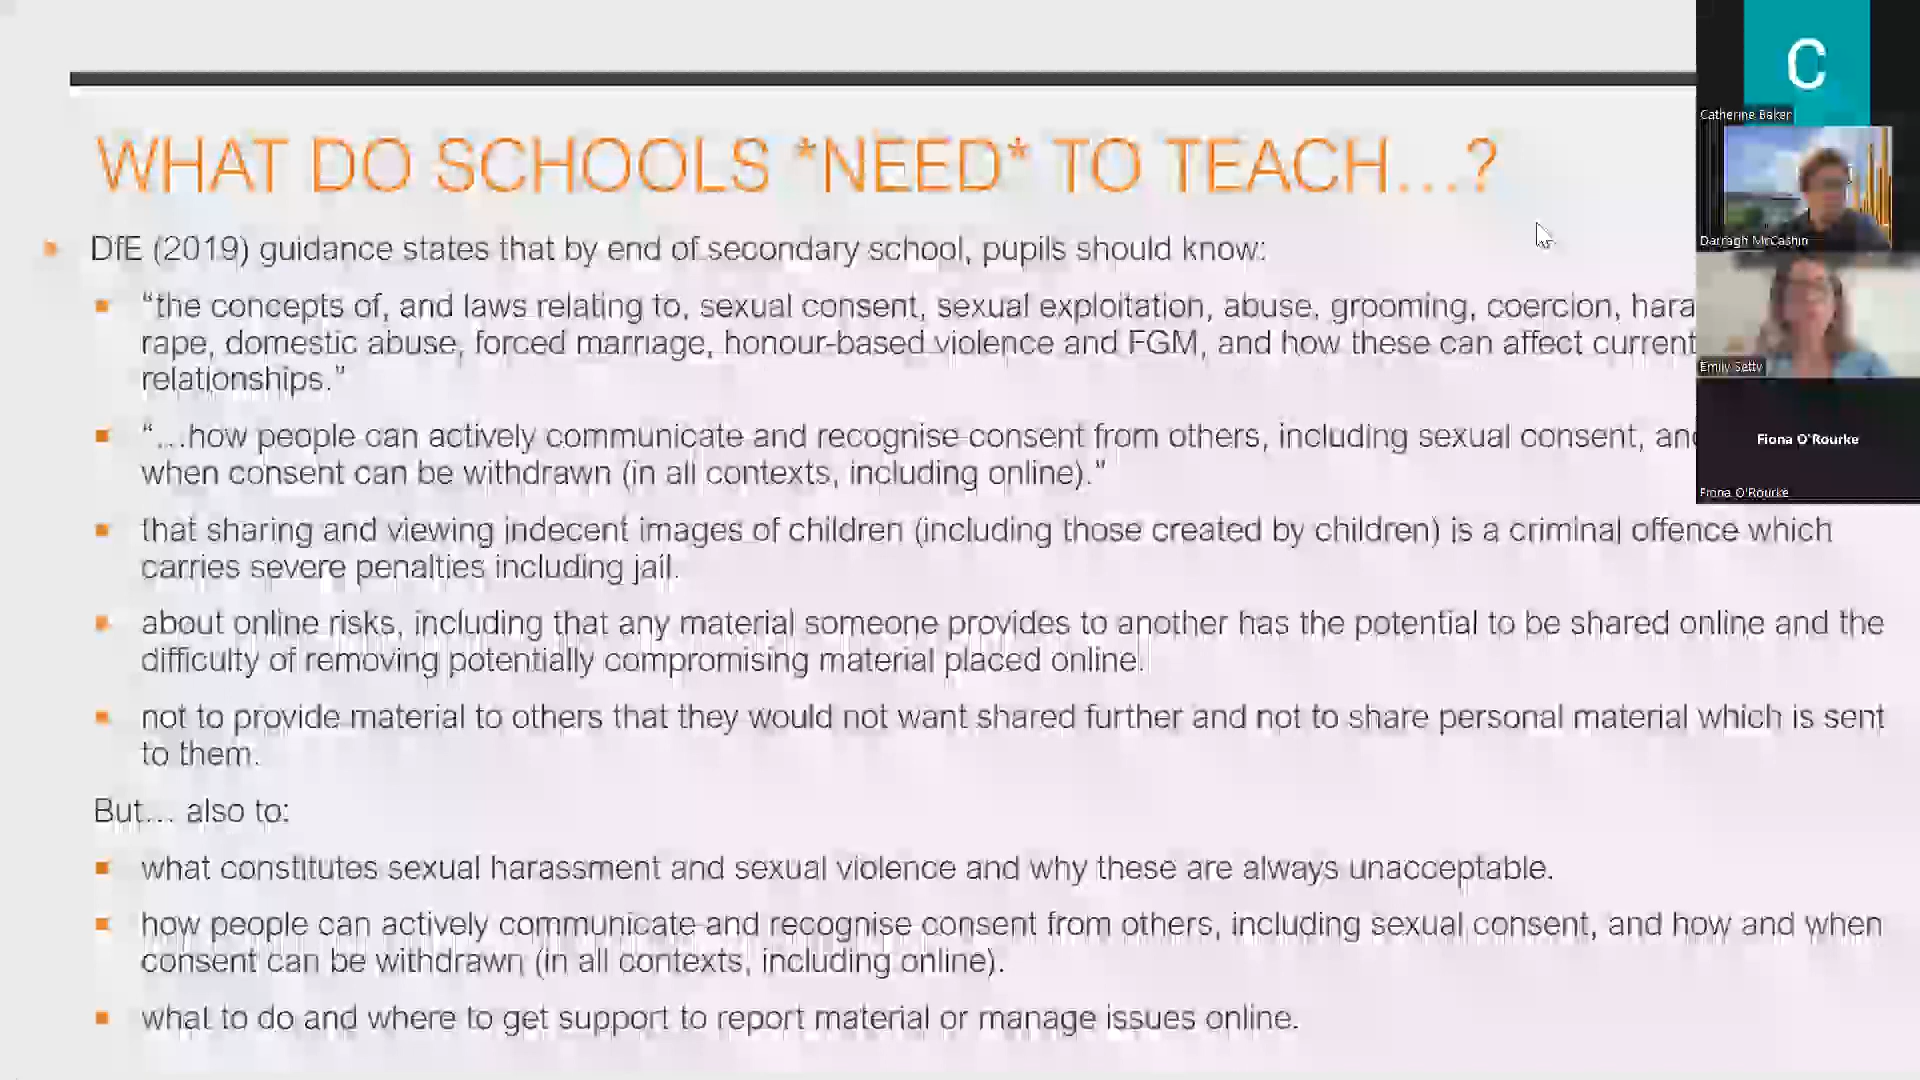 WHAT DO SCHOOLS *NEED* TO TEACH...?
DfE (2019) guidance states that by end of secondary school, pupils should know:
“the concepts of, and laws relating to, sexual consent, sexual exploitation, abuse, grooming, coercion, hara
rape, domestic abuse, forced marriage, honour-based violence and FGM, and how these can affect current
relationships.”
“…how people can actively communicate and recognise consent from others, including sexual consent, and
when consent can be withdrawn (in all contexts, including online).”
that sharing and viewing indecent images of children (including those created by children) is a criminal offence which
carries severe penalties including jail.
about online risks, including that any material someone provides to another has the potential to be shared online and the
difficulty of removing potentially compromising material placed online.
not to provide material to others that they would not want shared further and not to share personal material which is sent
to them.
But… also to:
what constitutes sexual harassment and sexual violence and why these are always unacceptable.
how people can actively communicate and recognise consent from others, including sexual consent, and how and when
consent can be withdrawn (in all contexts, including online).
what to do and where to get support to report material or manage issues online.
C
Catherine Baker
Darragh McCashin
Emily Setty
Fiona O'Rourke
Fiona O'Rourke